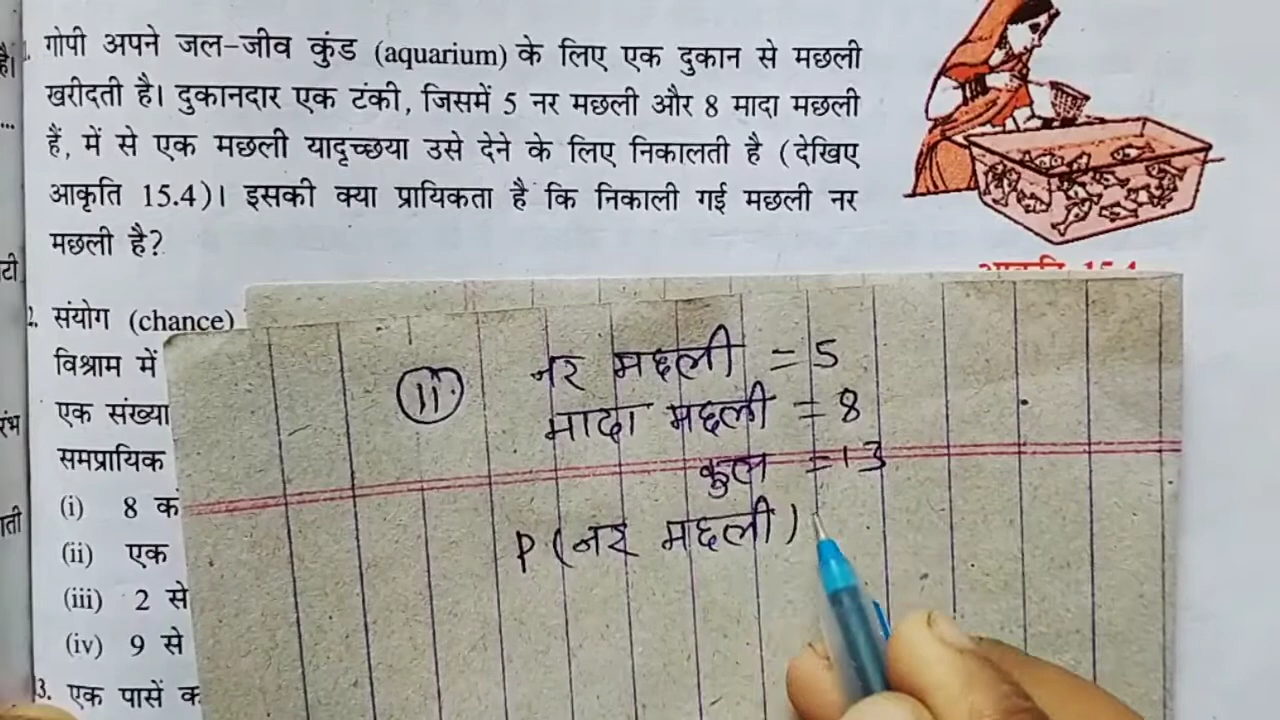 है।
गोपी अपने जल-जीव कुंड (aquarium) के लिए एक दुकान से मछली
खरीदती है। दुकानदार एक टंकी, जिसमें 5 नर मछली और 8 मादा मछली
...
हैं, में से एक मछली यादृच्छया उसे देने के लिए निकालती है (देखिए
आकृति 15.4)। इसकी क्या प्रायिकता है कि निकाली गई मछली नर
मछली है?
टी
2. संयोग (chance)
विश्राम में
एक संख्या
रंभ
समप्रायिक
(i) 8 क
गती
(ii) एक
(iii) 2 से
(iv) 9 से
3. एक पासें क
11.
नर मछली = 5
मादा मछली = 8
कुल = 13
P (नर मछली)